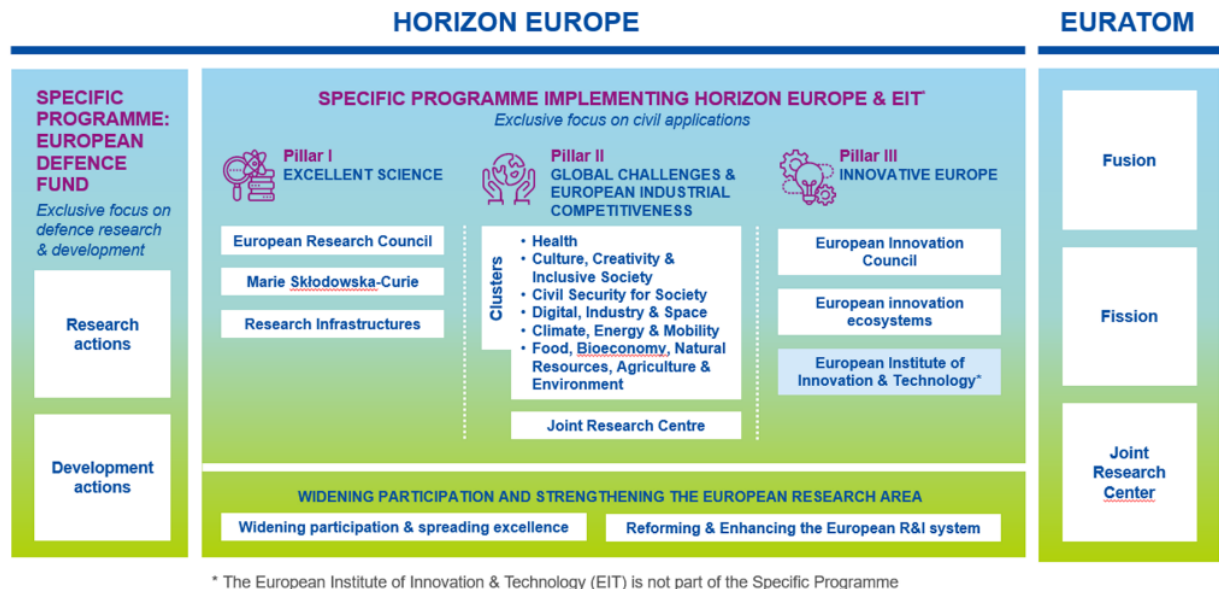 HORIZON EUROPE
EURATOM
SPECIFIC
PROGRAMME:
EUROPEAN
DEFENCE
FUND
Exclusive focus on
defence research
& development
Research
actions
Development
actions
SPECIFIC PROGRAMME IMPLEMENTING HORIZON EUROPE & EIT*
Exclusive focus on civil applications
Pillar I
EXCELLENT SCIENCE
European Research Council
Marie Skłodowska-Curie
Research Infrastructures
Pillar II
GLOBAL CHALLENGES &
EUROPEAN INDUSTRIAL
COMPETITIVENESS
Clusters
• Health
• Culture, Creativity &
Inclusive Society
• Civil Security for Society
• Digital, Industry & Space
• Climate, Energy & Mobility
• Food, Bioeconomy, Natural
Resources, Agriculture &
Environment
Joint Research Centre
Pillar III
INNOVATIVE EUROPE
European Innovation
Council
European innovation
ecosystems
European Institute of
Innovation & Technology*
WIDENING PARTICIPATION AND STRENGTHENING THE EUROPEAN RESEARCH AREA
Widening participation & spreading excellence
Reforming & Enhancing the European R&I system
Fusion
Fission
Joint
Research
Center
* The European Institute of Innovation & Technology (EIT) is not part of the Specific Programme